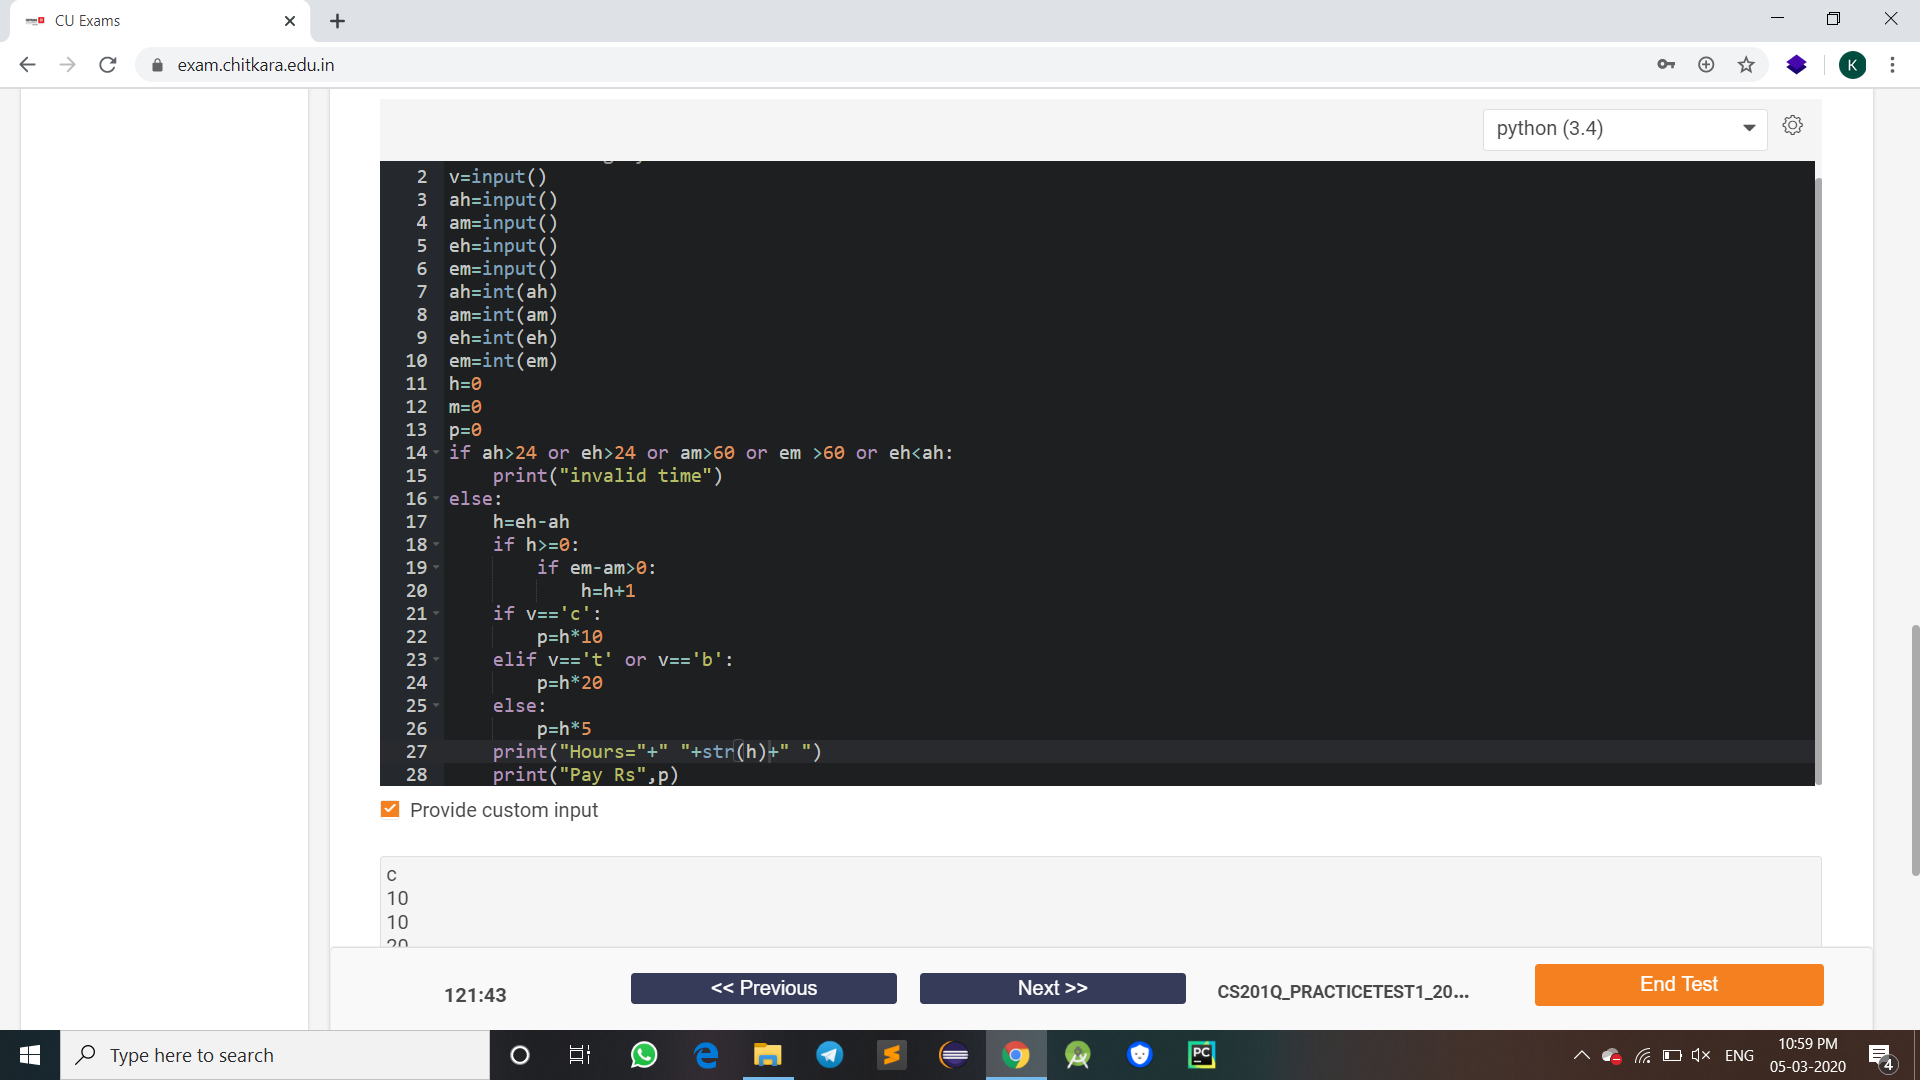 CU Exams
exam.chitkara.edu.in
K
python (3.4)
2 v=input()
3 ah=input()
4 am=input()
5 eh=input()
6 em=input()
7 ah=int(ah)
8 am=int(am)
9 eh=int(eh)
10 em=int(em)
11 h=0
12 m=0
13 p=0
14 if ah>24 or eh>24 or am>60 or em >60 or eh<ah:
15 print("invalid time")
16 else:
17 h=eh-ah
18 if h>=0:
19 if em-am>0:
20 h=h+1
21 if v=='c':
22 p=h*10
23 elif v=='t' or v=='b':
24 p=h*20
25 else:
26 p=h*5
27 print("Hours="+" "+str(h)+" ")
28 print("Pay Rs",p)
Provide custom input
c
10
10
20
121:43
<< Previous
Next >>
CS201Q_PRACTICETEST1_20...
End Test
Type here to search
PC
ENG
10:59 PM
05-03-2020
4